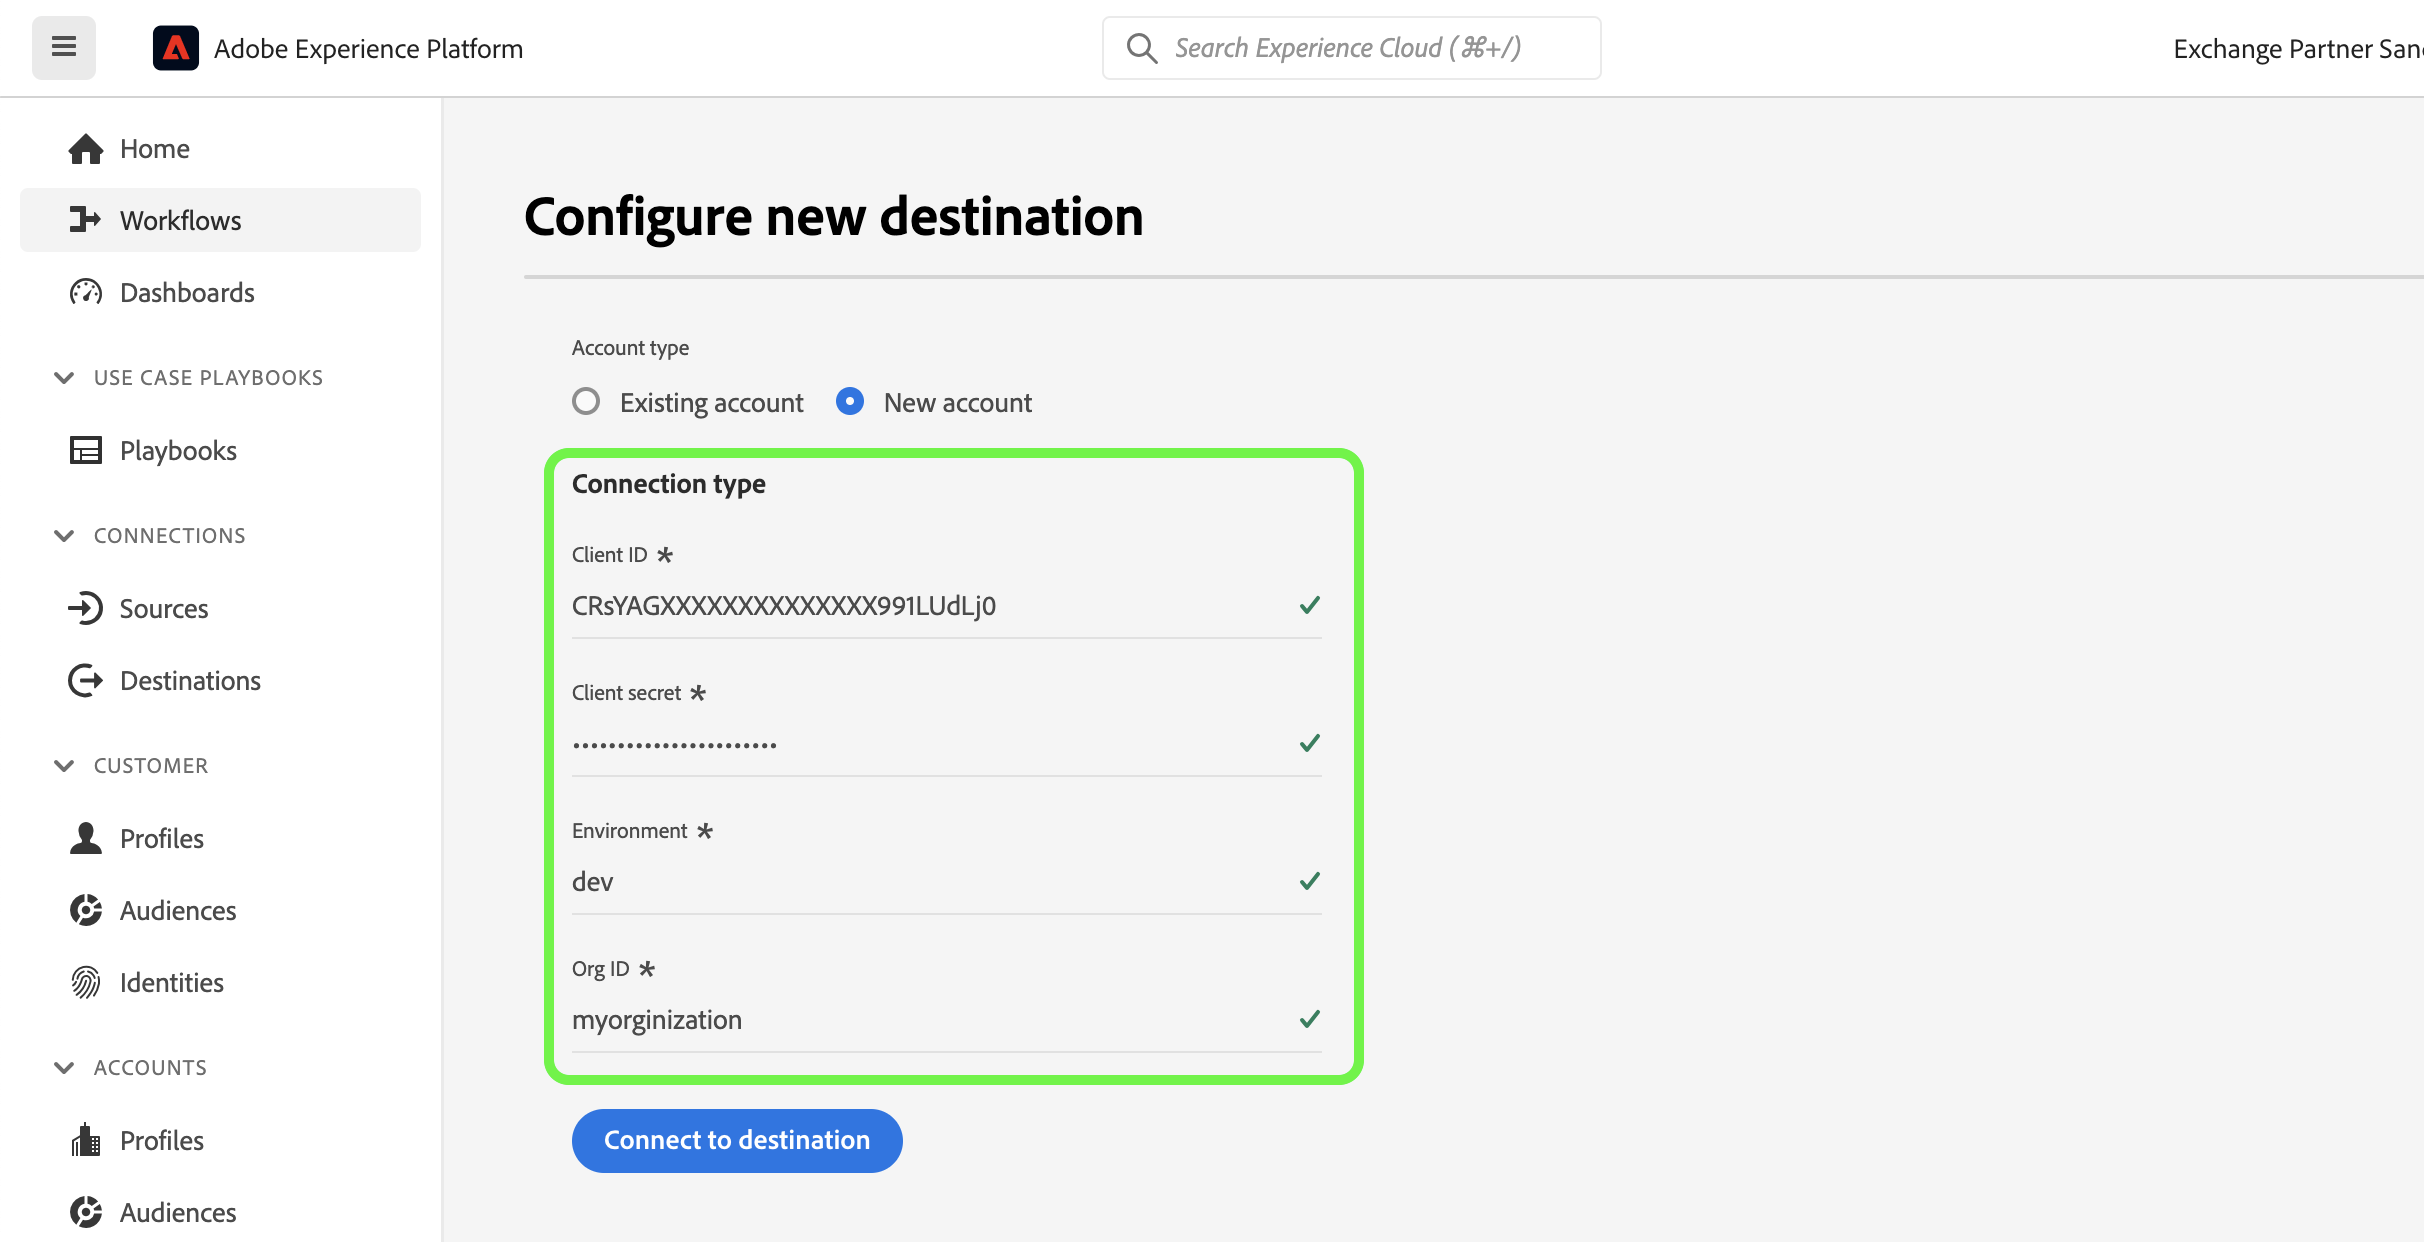 Adobe Experience Platform
Search Experience Cloud (⌘+/)
Exchange Partner
Home
Workflows
Dashboards
USE CASE PLAYBOOKS
Playbooks
CONNECTIONS
Sources
Destinations
CUSTOMER
Profiles
Audiences
Identities
ACCOUNTS
Profiles
Audiences
Configure new destination
Account type
Existing account
New account
Connection type
Client ID *
CRsYAGXXXXXXXXXXXXXX991LUdLj0
Client secret *
•••••••••••••••••••••••
Environment *
dev
Org ID *
myorginization
Connect to destination